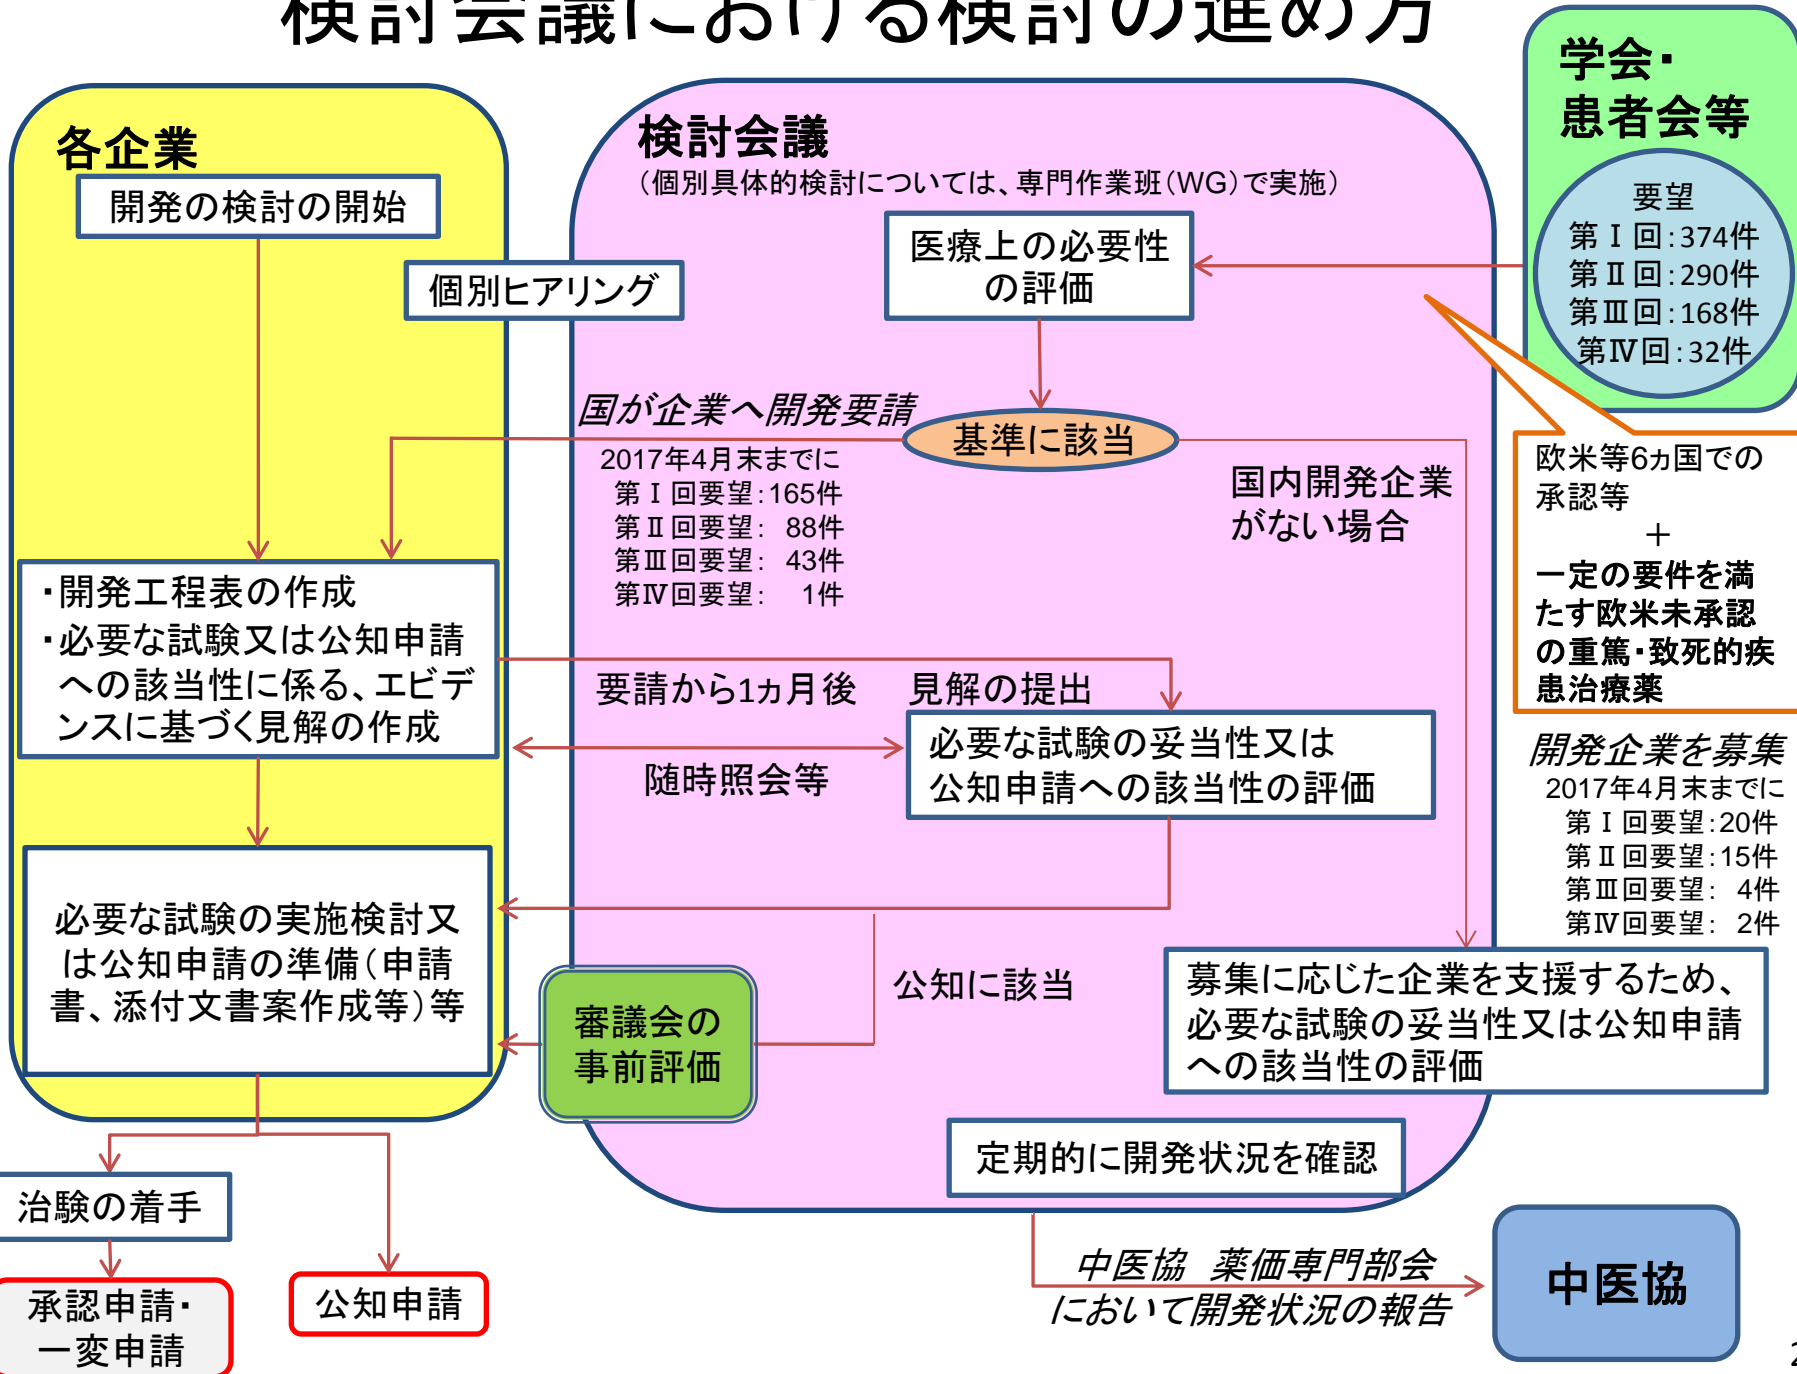 検討会議における検討の進め方
学会・
患者会等
要望
第Ⅰ回：374件
第Ⅱ回：290件
第Ⅲ回：168件
第Ⅳ回：32件
各企業
開発の検討の開始
検討会議
（個別具体的検討については、専門作業班（WG）で実施）
医療上の必要性
の評価
個別ヒアリング
国が企業へ開発要請
2017年4月末までに
第Ⅰ回要望：165件
第Ⅱ回要望： 88件
第Ⅲ回要望： 43件
第Ⅳ回要望： 1件
基準に該当
国内開発企業
がない場合
欧米等6ヵ国での
承認等
＋
一定の要件を満
たす欧米未承認
の重篤・致死的疾
患治療薬
・開発工程表の作成
・必要な試験又は公知申請
への該当性に係る、エビデ
ンスに基づく見解の作成
要請から1ヵ月後 見解の提出
随時照会等
必要な試験の妥当性又は
公知申請への該当性の評価
開発企業を募集
2017年4月末までに
第Ⅰ回要望：20件
第Ⅱ回要望：15件
第Ⅲ回要望： 4件
第Ⅳ回要望： 2件
必要な試験の実施検討又
は公知申請の準備（申請
書、添付文書案作成等）等
審議会の
事前評価
公知に該当
募集に応じた企業を支援するため、
必要な試験の妥当性又は公知申請
への該当性の評価
定期的に開発状況を確認
治験の着手
承認申請・
一変申請
公知申請
中医協 薬価専門部会
において開発状況の報告
中医協
2